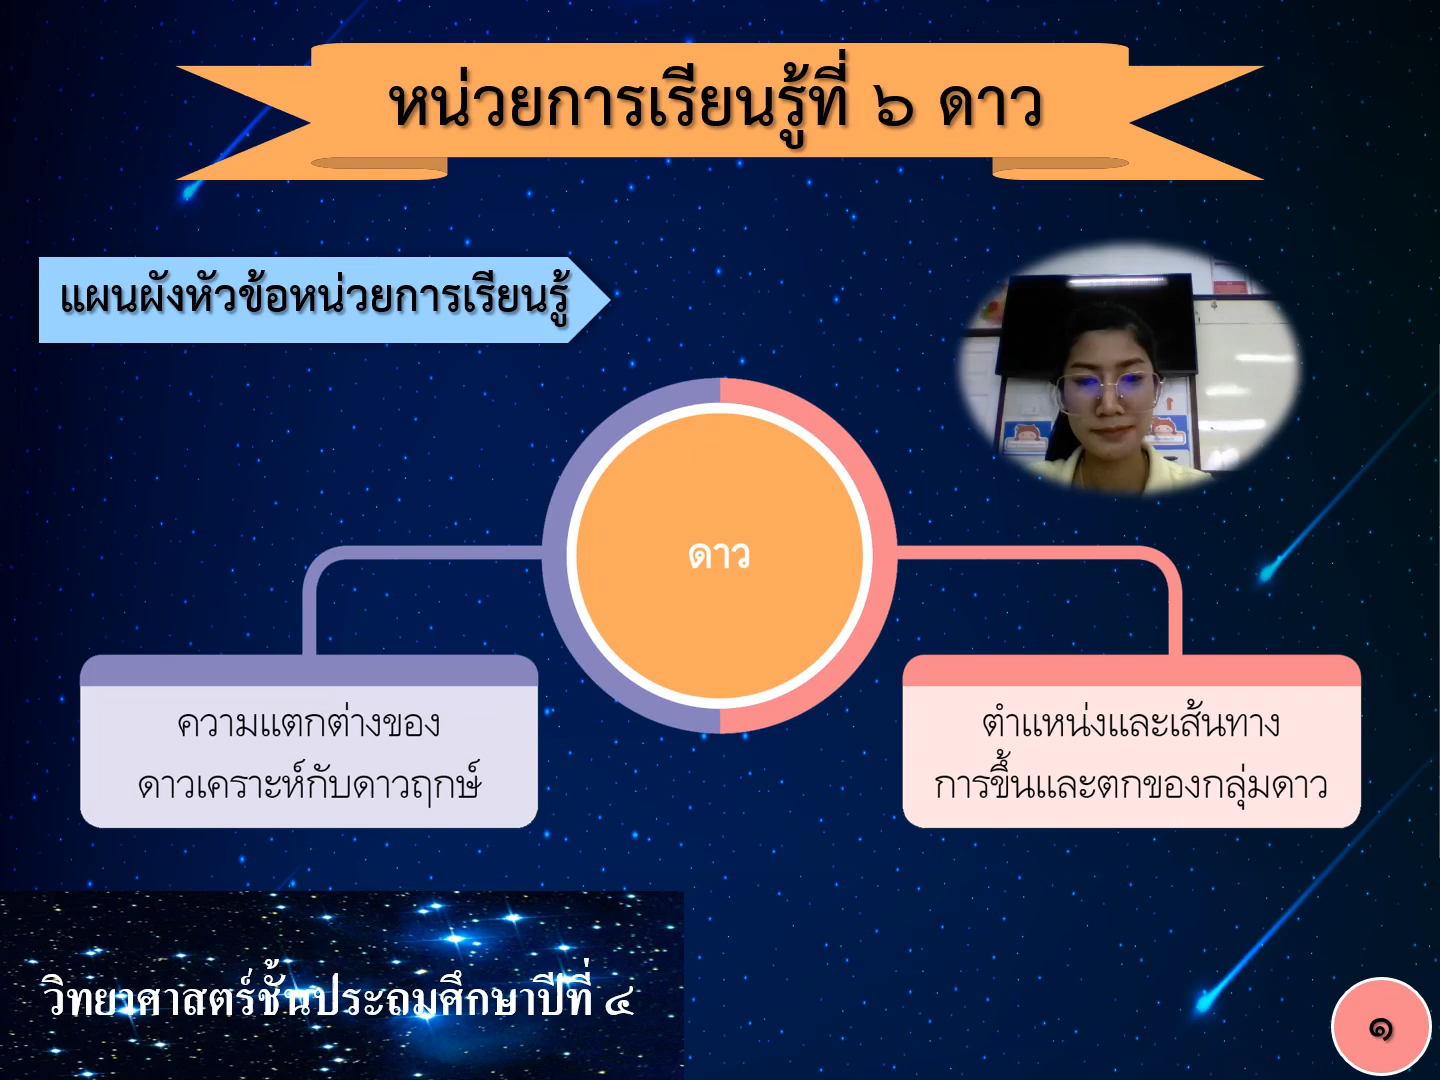 หน่วยการเรียนรู้ที่ ๖ ดาว
แผนผังหัวข้อหน่วยการเรียนรู้
ดาว
ความแตกต่างของ
ดาวเคราะห์กับดาวฤกษ์
ตำแหน่งและเส้นทาง
การขึ้นและตกของกลุ่มดาว
วิทยาศาสตร์ชั้นประถมศึกษาปีที่ ๔
๑